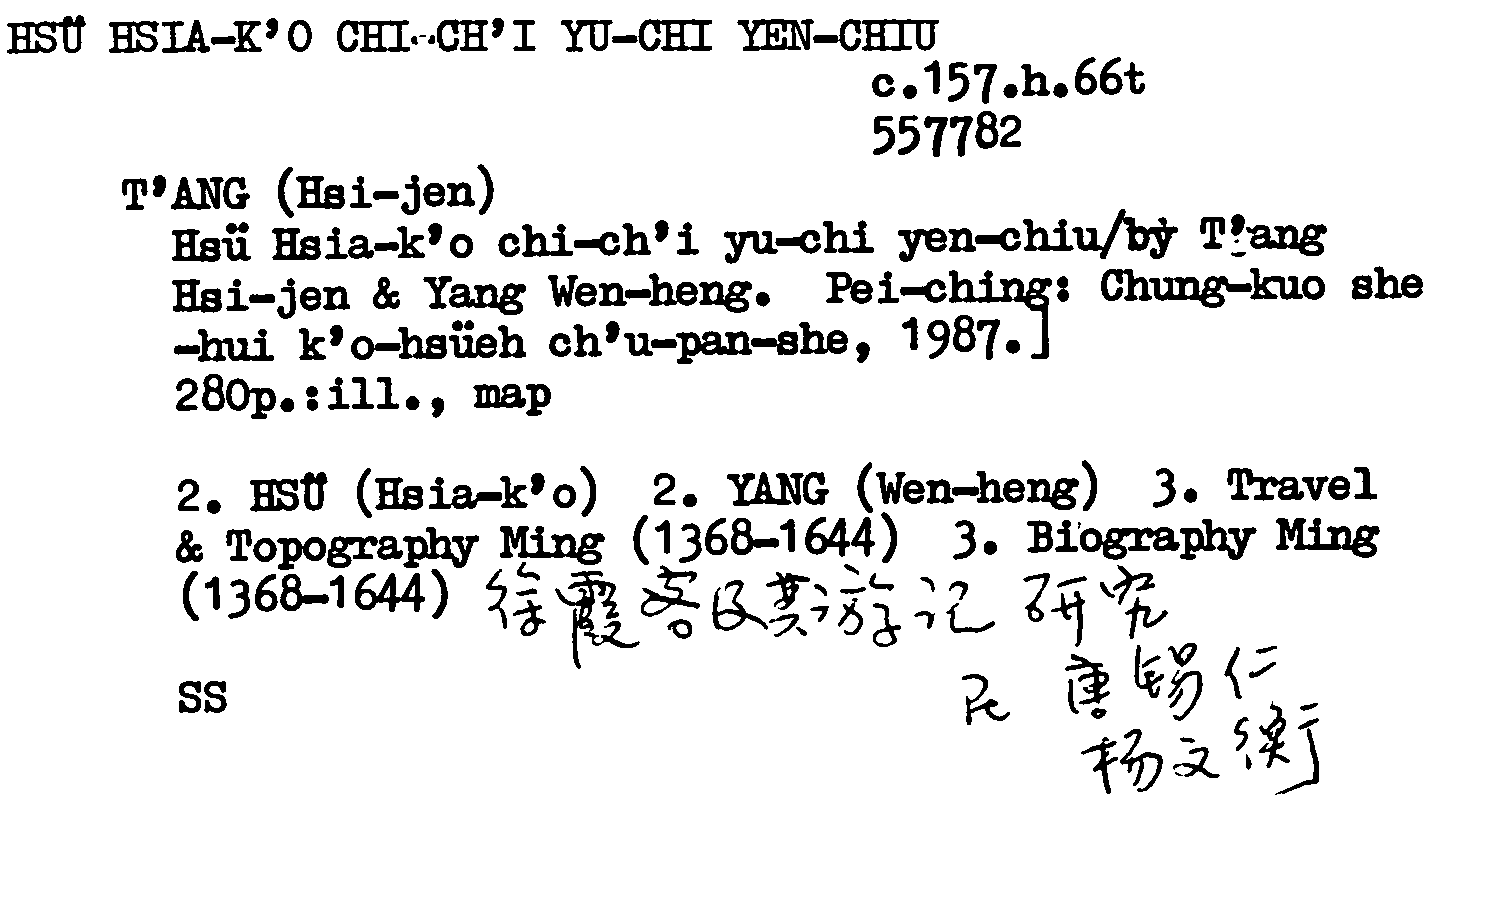 HSÜ HSIA-K'O CHI-CH'I YU-CHI YEN-CHIU
c.157.h.66t
557782
T'ANG (Hsi-jen)
Hsü Hsia-k'o chi-ch'i yu-chi yen-chiu/by T'ang
Hsi-jen & Yang Wen-heng. Pei-ching: Chung-kuo she
-hui k'o-hsüeh ch'u-pan-she, 1987.]
280p.:ill., map
2. HSÜ (Hsia-k'o) 2. YANG (Wen-heng) 3. Travel
& Topography Ming (1368-1644) 3. Biography Ming
(1368-1644) 徐霞客及其游记 研究
SS Pc 唐锡仁
杨文衡